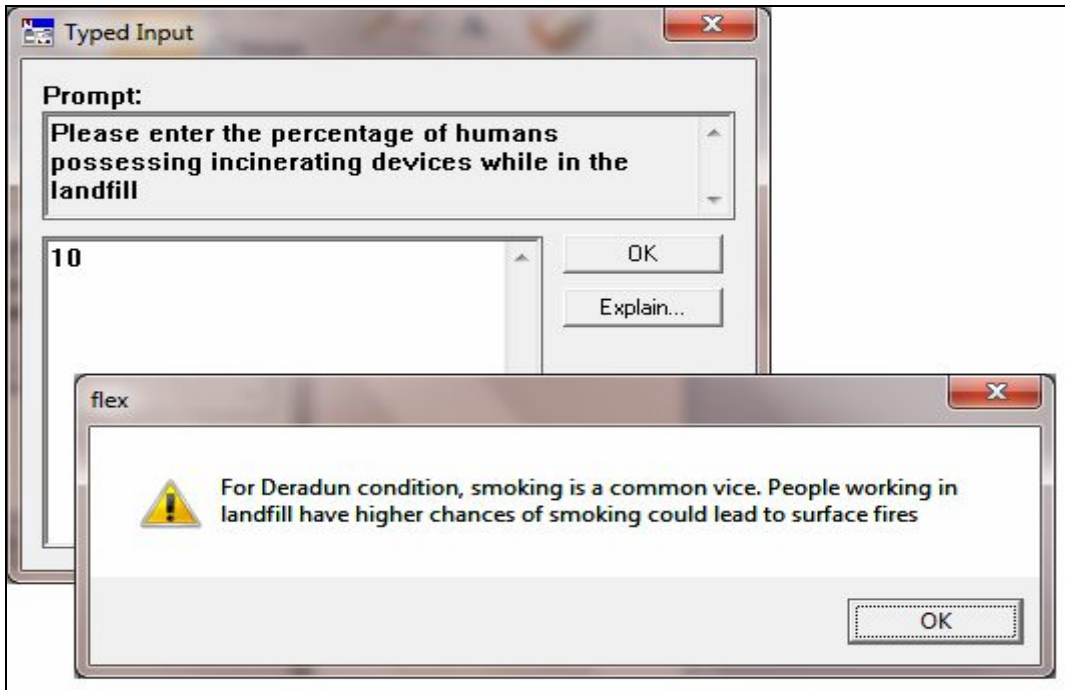 Typed Input
Prompt:
Please enter the percentage of humans
possessing incinerating devices while in the
landfill
10
OK
Explain...
flex
For Deradun condition, smoking is a common vice. People working in
landfill have higher chances of smoking could lead to surface fires
OK